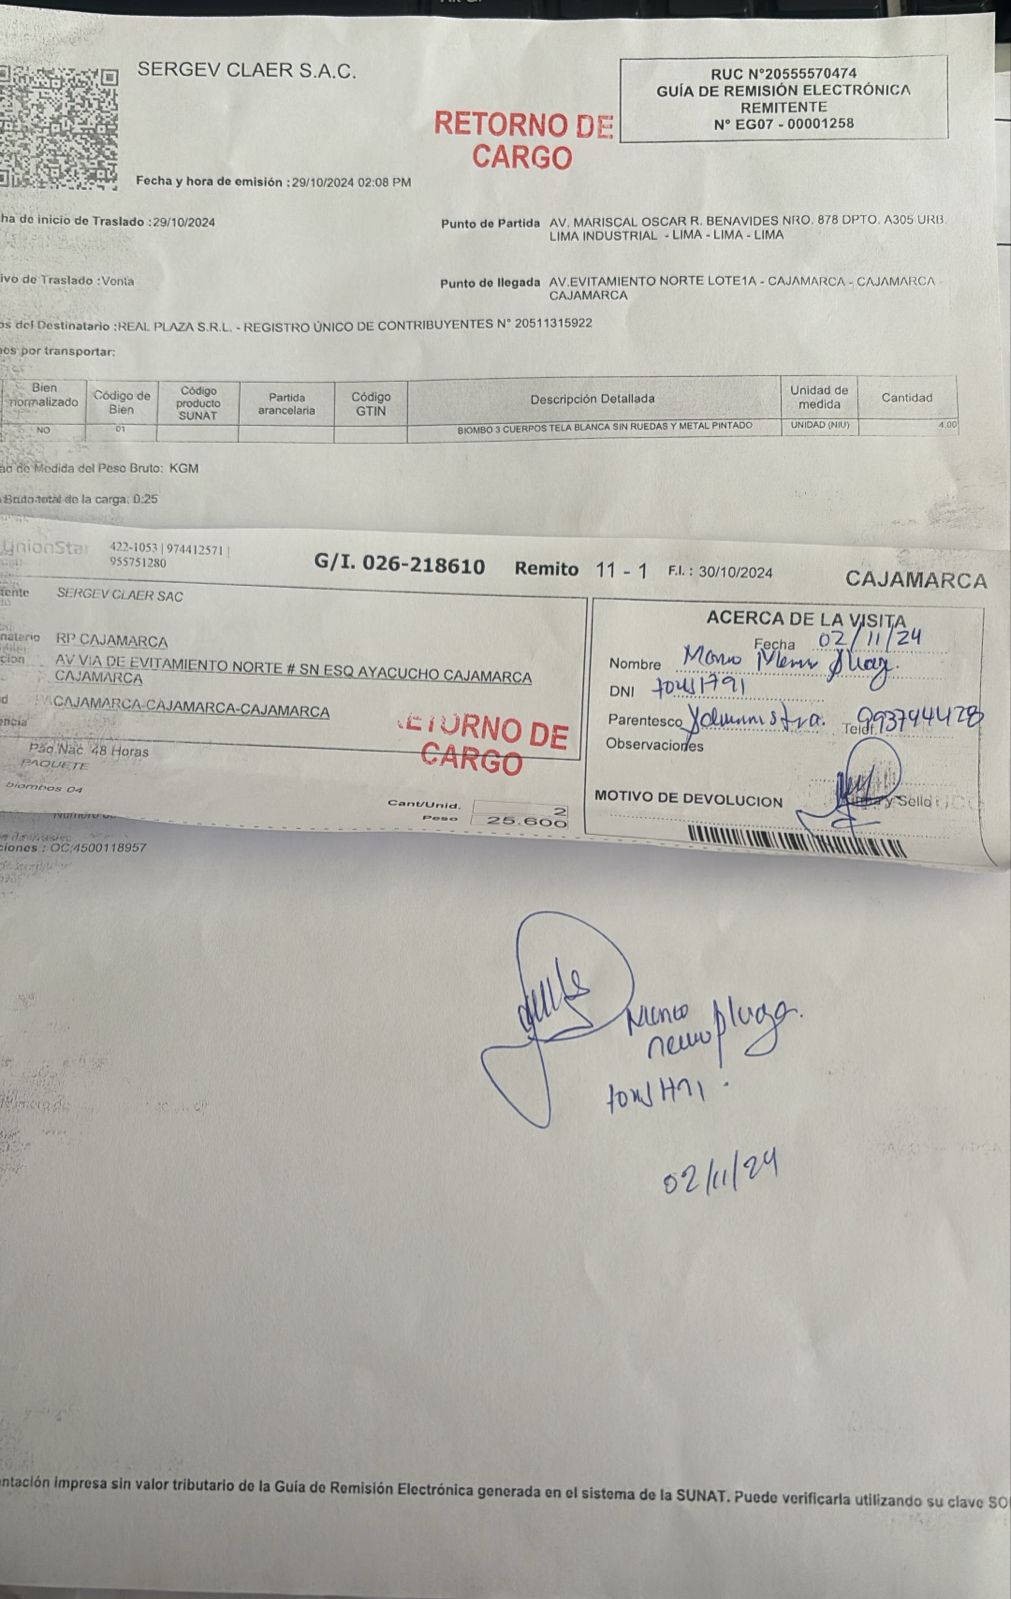 SERGEV CLAER S.A.C.
RUC N°20555570474
GUÍA DE REMISIÓN ELECTRÓNICA
REMITENTE
N° EG07 - 00001258
RETORNO DE
CARGO
Fecha y hora de emisión :29/10/2024 02:08 PM
ha de inicio de Traslado :29/10/2024
Punto de Partida AV. MARISCAL OSCAR R. BENAVIDES NRO. 878 DPTO. A305 URB.
LIMA INDUSTRIAL - LIMA - LIMA - LIMA
ivo de Traslado :Venta
Punto de llegada AV.EVITAMIENTO NORTE LOTE1A - CAJAMARCA - CAJAMARCA -
CAJAMARCA
os del Destinatario :REAL PLAZA S.R.L. - REGISTRO ÚNICO DE CONTRIBUYENTES N° 20511315922
nes por transportar:
Bien normalizado Código de Bien Código producto SUNAT Partida arancelaria Código GTIN Descripción Detallada Unidad de medida Cantidad
NO 01 BIOMBO 3 CUERPOS TELA BLANCA SIN RUEDAS Y METAL PINTADO UNIDAD (NIU) 4.00
ad de Medida del Peso Bruto: KGM
Bruto total de la carga: 0.25
UnionStar
422-1053 | 974412571 |
955751280
G/I. 026-218610 Remito 11 - 1 F.I. : 30/10/2024 CAJAMARCA
tente SERGEV CLAER SAC
natario RP CAJAMARCA
cion AV VIA DE EVITAMIENTO NORTE # SN ESQ AYACUCHO CAJAMARCA
CAJAMARCA
CAJAMARCA-CAJAMARCA-CAJAMARCA
encia
RETORNO DE
CARGO
Paq Nac 48 Horas
PAQUETE
biombos 04
Cant/Unid. 2
Peso 25.600
ACERCA DE LA VISITA
Fecha 02/11/24
Nombre
DNI
Parentesco Telef. 993744428
Observaciones
MOTIVO DE DEVOLUCION
y Sello
ciones : OC:4500118957
02/11/24
ntación impresa sin valor tributario de la Guía de Remisión Electrónica generada en el sistema de la SUNAT. Puede verificarla utilizando su clave SO